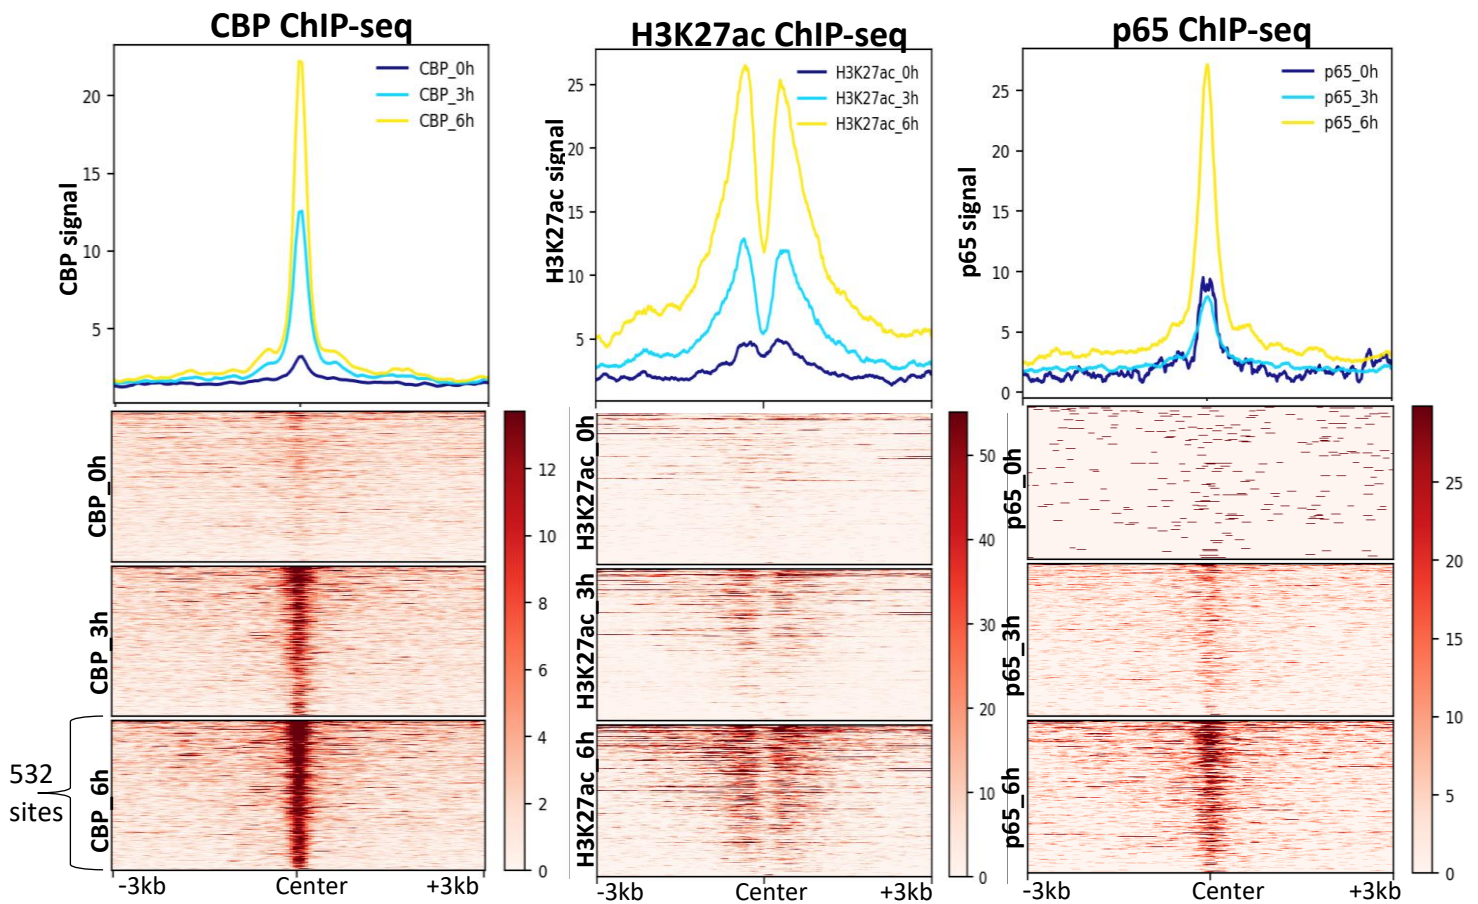 CBP ChIP-seq
CBP signal
20
15
10
5
CBP_0h
CBP_3h
CBP_6h
H3K27ac ChIP-seq
H3K27ac signal
25
20
15
10
5
H3K27ac_0h
H3K27ac_3h
H3K27ac_6h
p65 ChIP-seq
p65 signal
25
20
15
10
5
0
p65_0h
p65_3h
p65_6h
CBP_0h
CBP_3h
CBP_6h
532
sites
12
10
8
6
4
2
0
-3kb Center +3kb
H3K27ac_0h
H3K27ac_3h
H3K27ac_6h
50
40
30
20
10
0
-3kb Center +3kb
p65_0h
p65_3h
p65_6h
25
20
15
10
5
0
-3kb Center +3kb